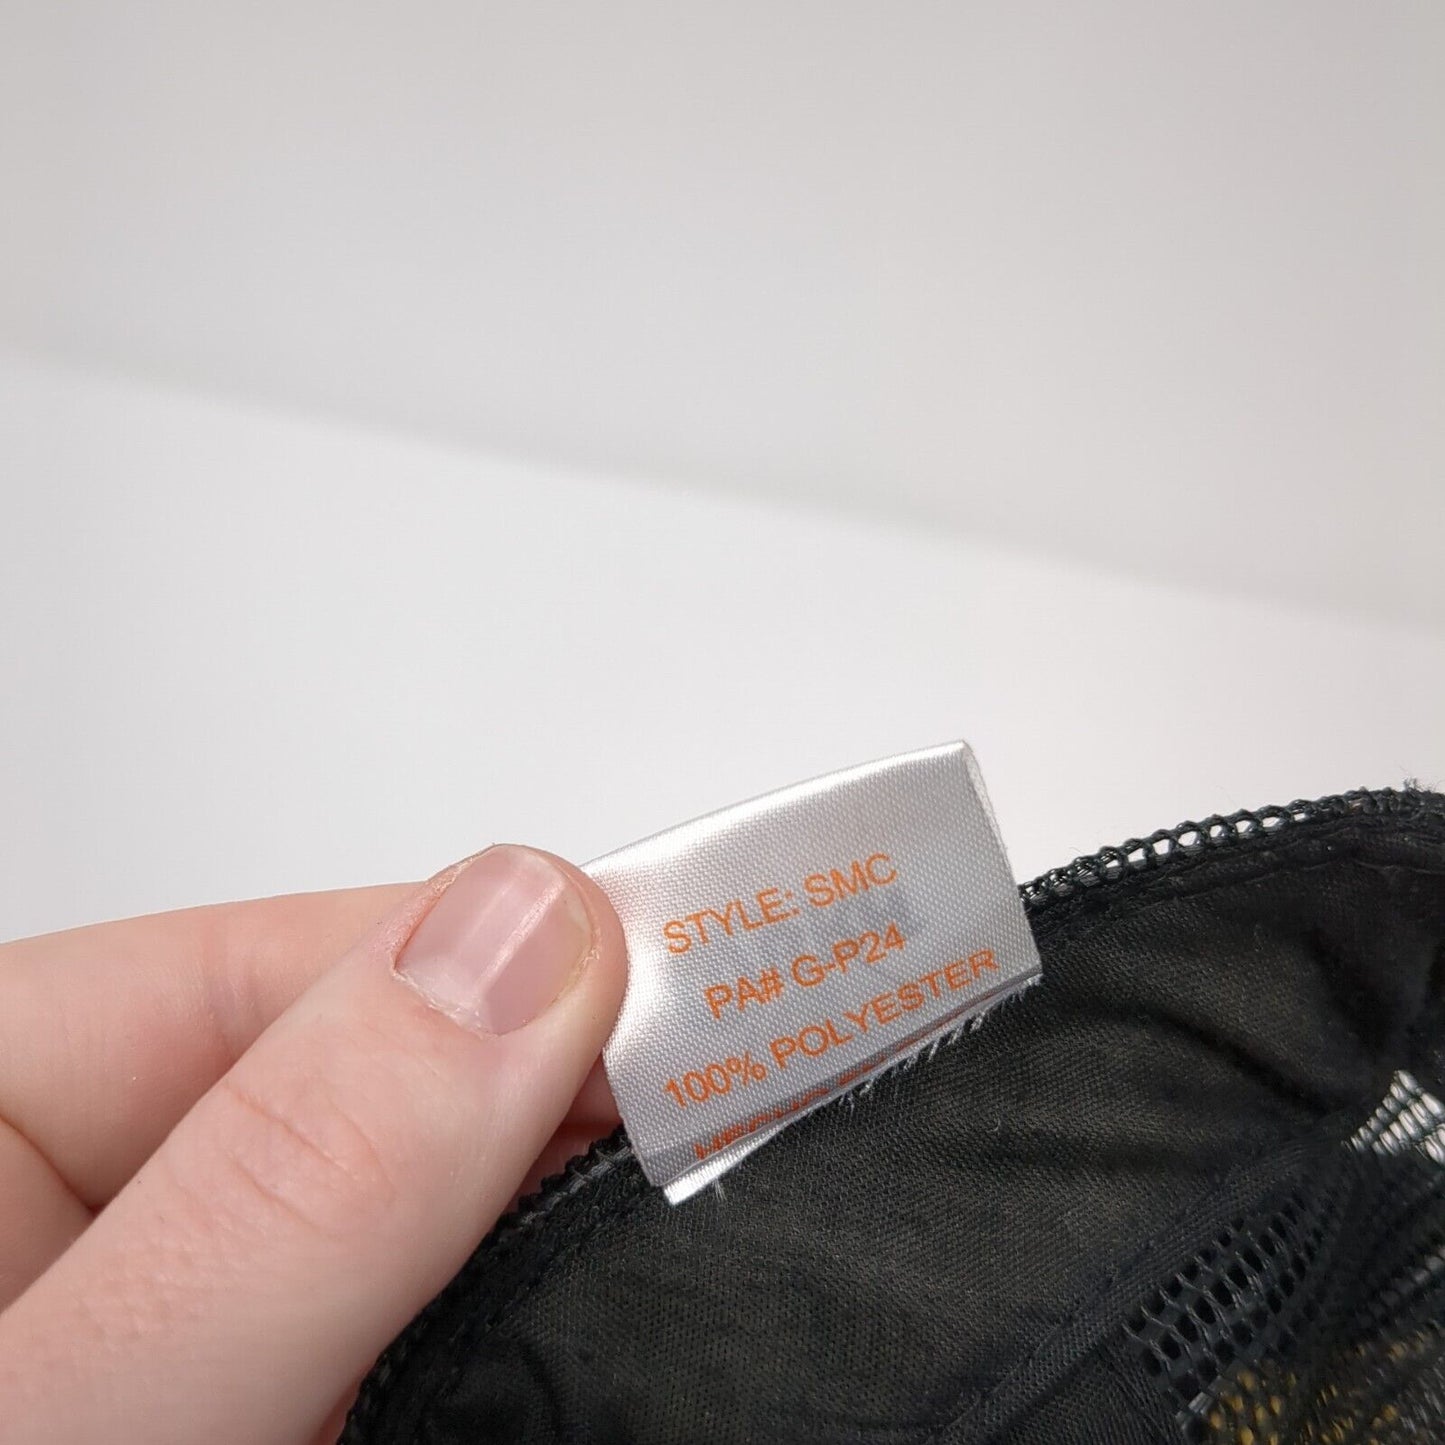 STYLE: SMC
PA# G-P24
100% POLYESTER